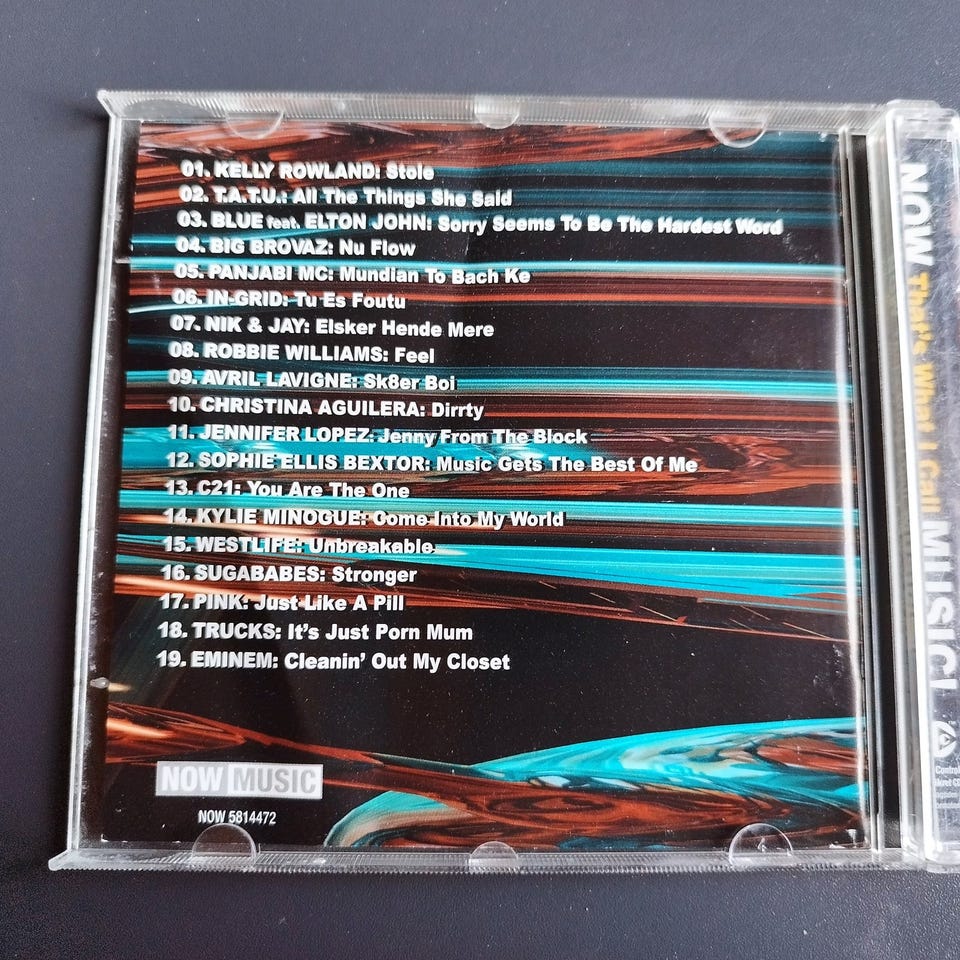 01. KELLY ROWLAND: Stole
02. T.A.T.U.: All The Things She Said
03. BLUE feat. ELTON JOHN: Sorry Seems To Be The Hardest Word
04. BIG BROVAZ: Nu Flow
05. PANJABI MC: Mundian To Bach Ke
06. IN-GRID: Tu Es Foutu
07. NIK & JAY: Elsker Hende Mere
08. ROBBIE WILLIAMS: Feel
09. AVRIL LAVIGNE: Sk8er Boi
10. CHRISTINA AGUILERA: Dirrty
11. JENNIFER LOPEZ: Jenny From The Block
12. SOPHIE ELLIS BEXTOR: Music Gets The Best Of Me
13. C21: You Are The One
14. KYLIE MINOGUE: Come Into My World
15. WESTLIFE: Unbreakable
16. SUGABABES: Stronger
17. PINK: Just Like A Pill
18. TRUCKS: It's Just Porn Mum
19. EMINEM: Cleanin' Out My Closet
NOW MUSIC
NOW 5814472
NOW That's What I Call MUSIC!